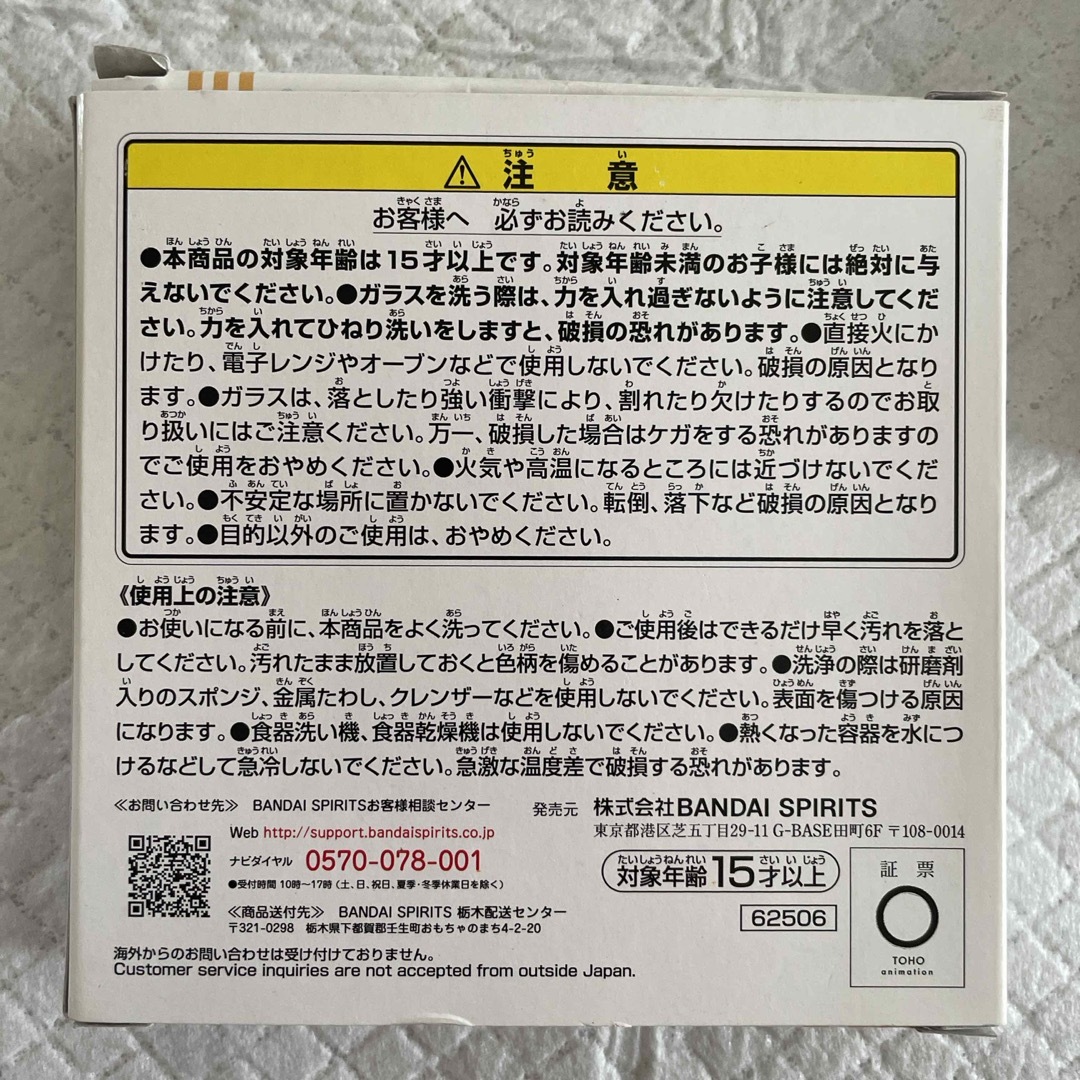 ⚠ 注意
お客様へ 必ずお読みください。
●本商品の対象年齢は15才以上です。対象年齢未満のお子様には絶対に与
えないでください。●ガラスを洗う際は、力を入れ過ぎないように注意してくだ
さい。力を入れてひねり洗いをしますと、破損の恐れがあります。●直接火にか
けたり、電子レンジやオーブンなどで使用しないでください。破損の原因となり
ます。●ガラスは、落としたり強い衝撃により、割れたり欠けたりするのでお取
り扱いにはご注意ください。万一、破損した場合はケガをする恐れがありますの
でご使用をおやめください。●火気や高温になるところには近づけないでくだ
さい。●不安定な場所に置かないでください。転倒、落下など破損の原因となり
ます。●目的以外のご使用は、おやめください。
《使用上の注意》
●お使いになる前に、本商品をよく洗ってください。●ご使用後はできるだけ早く汚れを落と
してください。汚れたまま放置しておくと色柄を傷めることがあります。●洗浄の際は研磨剤
入りのスポンジ、金属たわし、クレンザーなどを使用しないでください。表面を傷つける原因
になります。●食器洗い機、食器乾燥機は使用しないでください。●熱くなった容器を水につ
けるなどして急冷しないでください。急激な温度差で破損する恐れがあります。
≪お問い合わせ先≫ BANDAI SPIRITSお客様相談センター
Web http://support.bandaispirits.co.jp
ナビダイヤル 0570-078-001
●受付時間 10時〜17時(土、日、祝日、夏季・冬季休業日を除く)
≪商品送付先≫ BANDAI SPIRITS 栃木配送センター
〒321-0298 栃木県下都賀郡壬生町おもちゃのまち4-2-20
海外からのお問い合わせは受け付けておりません。
Customer service inquiries are not accepted from outside Japan.
発売元 株式会社BANDAI SPIRITS
東京都港区芝五丁目29-11 G-BASE田町6F 〒108-0014
対象年齢15才以上
62506
証票
TOHO
animation